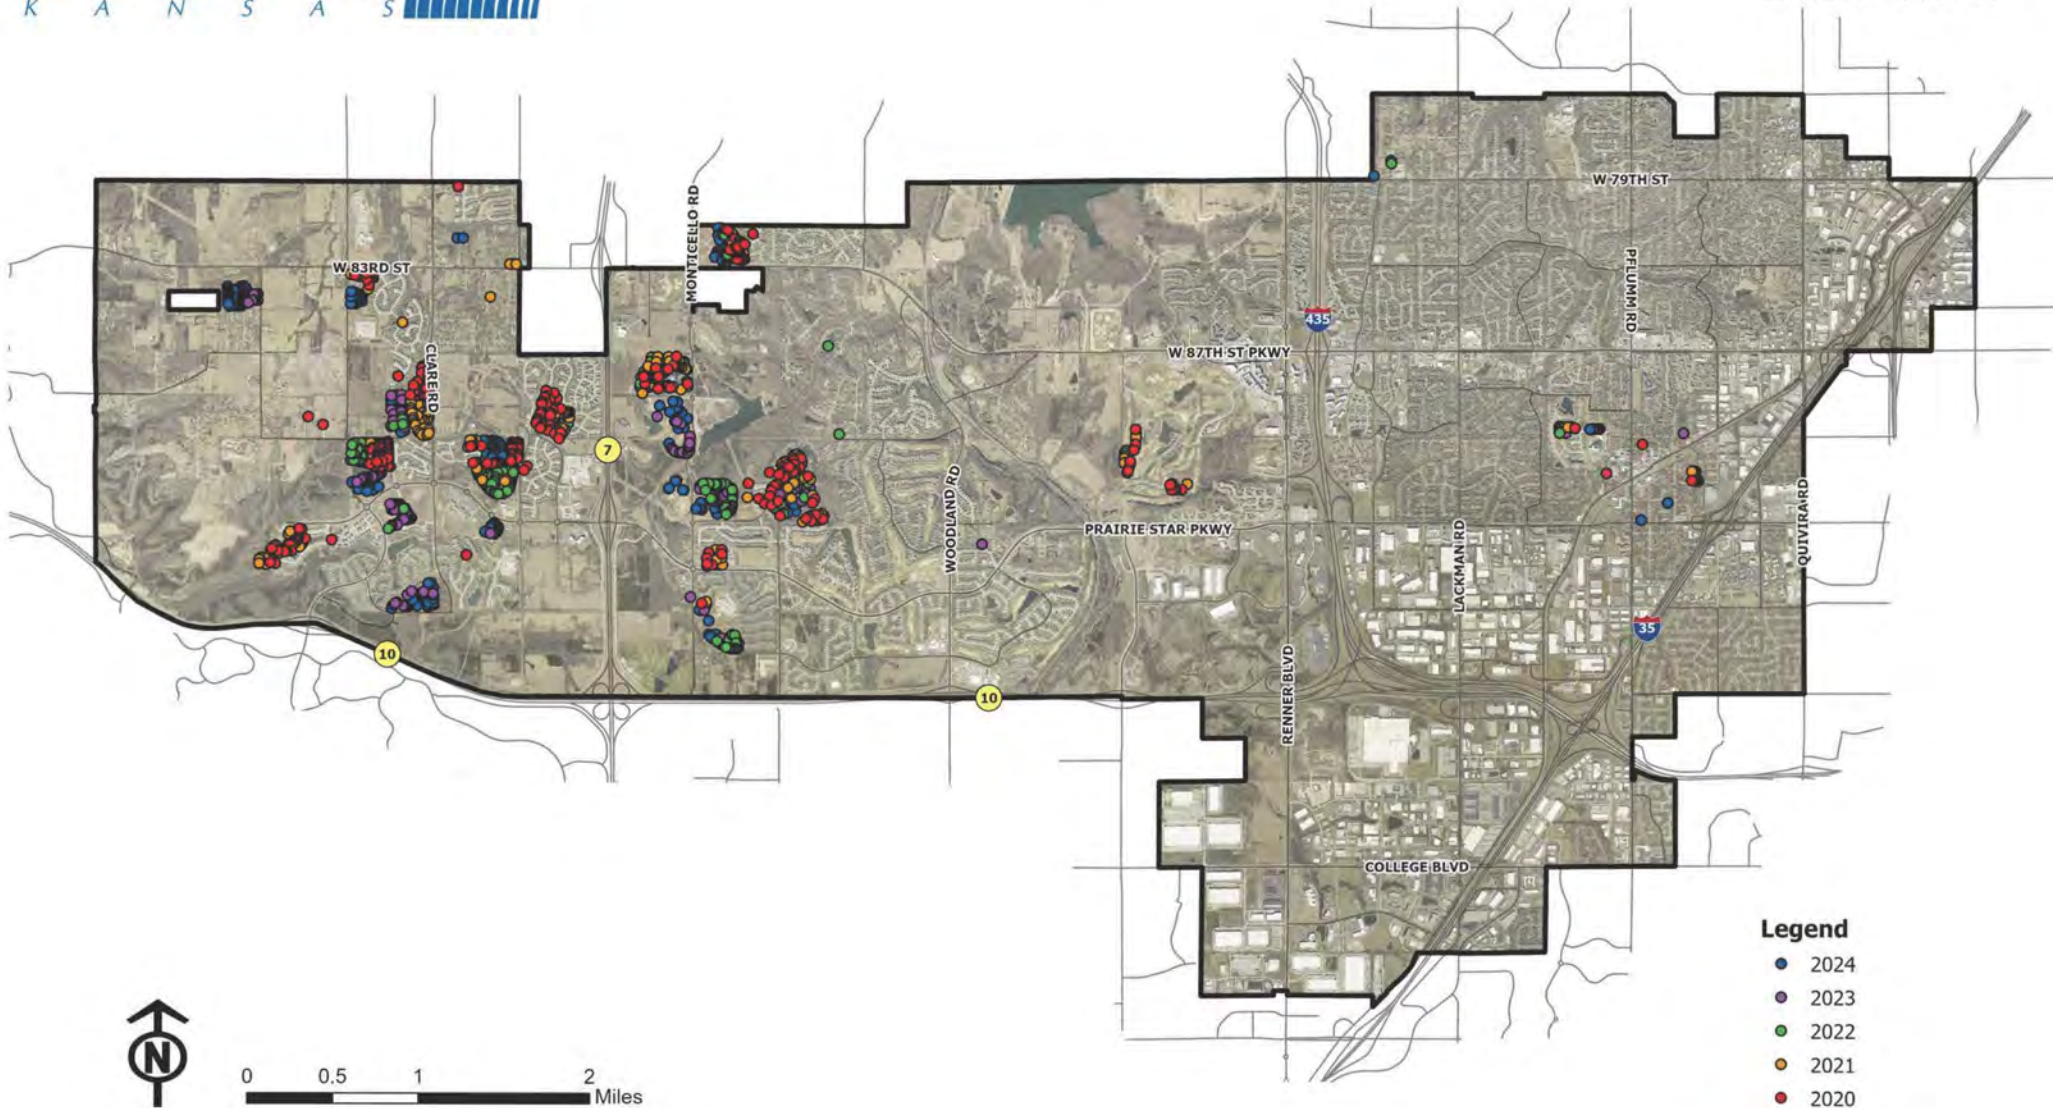 K A N S A S
W 79TH ST
MONTICELLO RD
W 83RD ST
PFLUMM RD
435
CLARE RD
W 87TH ST PKWY
7
WOODLAND RD
PRAIRIE STAR PKWY
LACKMAN RD
QUIVIRA RD
35
10
10
RENNER BLVD
COLLEGE BLVD
Legend
2024
2023
2022
2021
2020
N
0 0.5 1 2
Miles